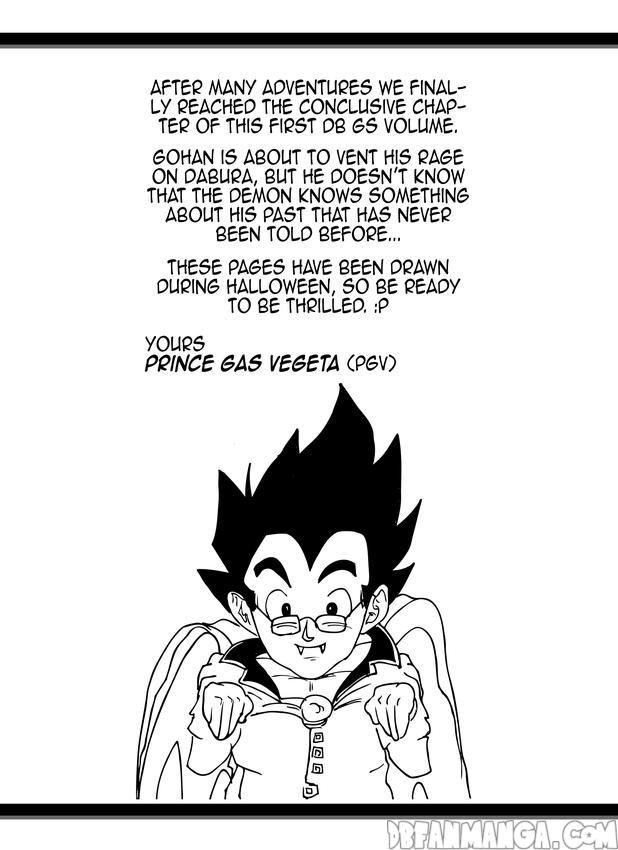 AFTER MANY ADVENTURES WE FINAL-
LY REACHED THE CONCLUSIVE CHAP-
TER OF THIS FIRST DB GS VOLUME.
GOHAN IS ABOUT TO VENT HIS RAGE
ON DABURA, BUT HE DOESN'T KNOW
THAT THE DEMON KNOWS SOMETHING
ABOUT HIS PAST THAT HAS NEVER
BEEN TOLD BEFORE...
THESE PAGES HAVE BEEN DRAWN
DURING HALLOWEEN, SO BE READY
TO BE THRILLED. :P
YOURS
PRINCE GAS VEGETA (PGV)
DBFANMANGA.COM